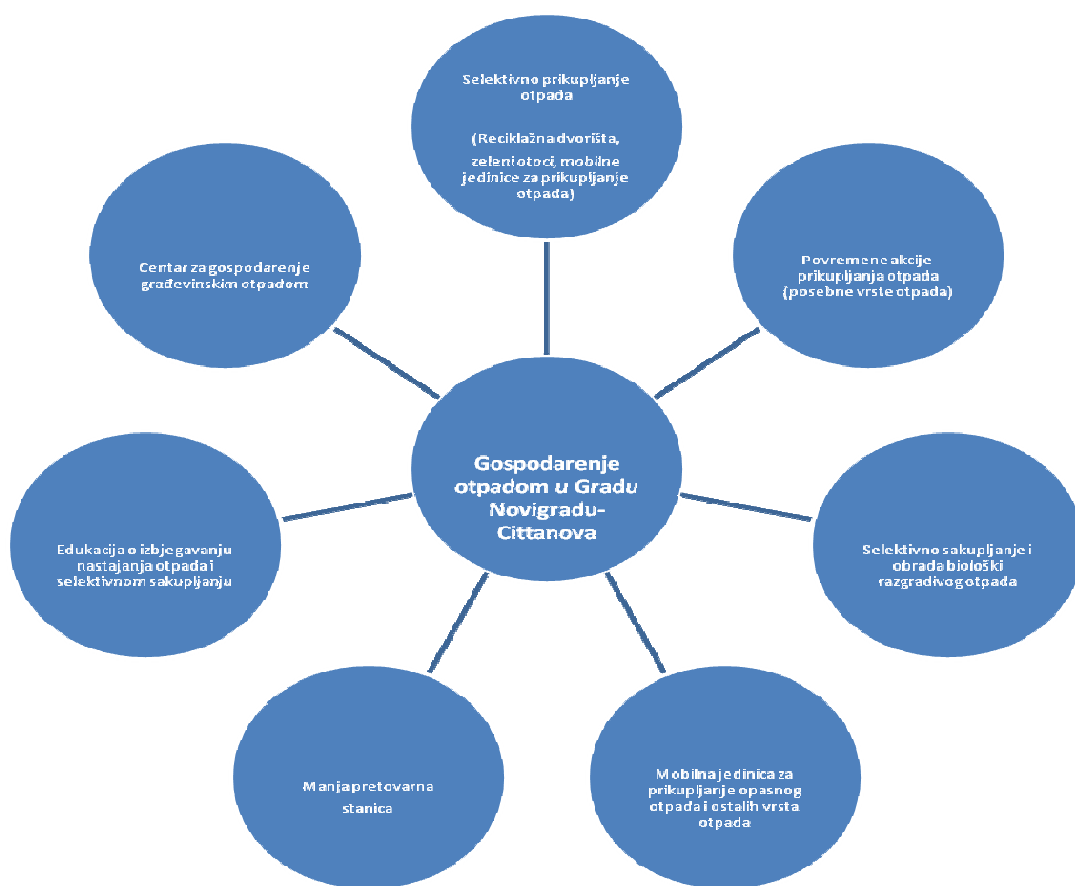 Selektivno prikupljanje
otpada
(Reciklažna dvorišta,
zeleni otoci, mobilne
jedinice za prikupljanje
otpada)
Povremene akcije
prikupljanja otpada
(posebne vrste otpada)
Selektivno sakupljanje i
obrada biološki
razgradivog otpada
Mobilna jedinica za
prikupljanje opasnog
otpada i ostalih vrsta
otpada
Manja pretovarna
stanica
Edukacija o izbjegavanju
nastajanja otpada i
selektivnom sakupljanju
Centar za gospodarenje
građevinskim otpadom
Gospodarenje
otpadom u Gradu
Novigradu-
Cittanova